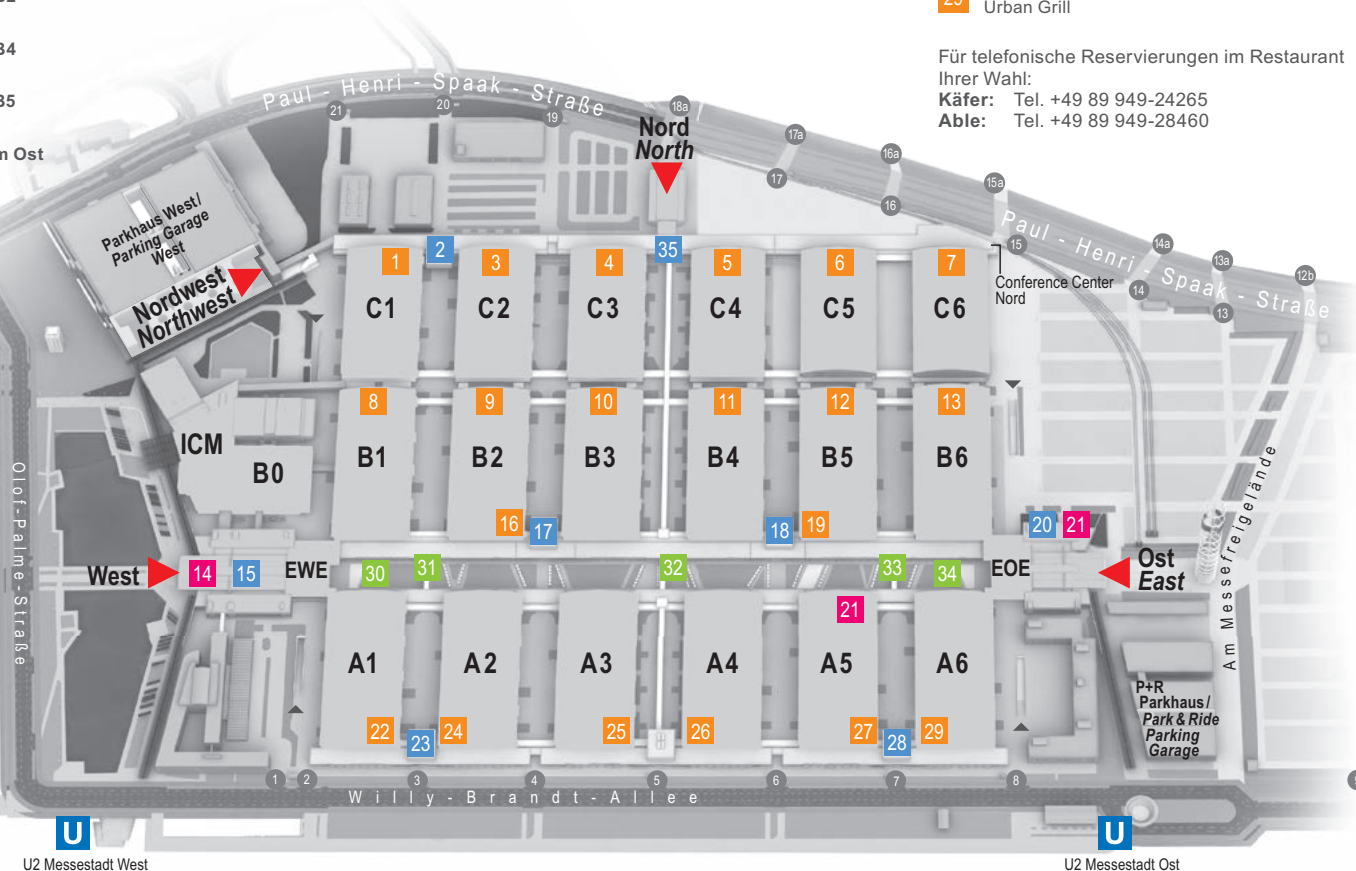 34
35
m Ost
Urban Grill
Für telefonische Reservierungen im Restaurant
Ihrer Wahl:
Käfer: Tel. +49 89 949-24265
Able: Tel. +49 89 949-28460
Paul - Henri - Spaak - Straße
21
20
19
18a
Nord
North
17a
17
16a
16
15a
15
Paul - Henri - Spaak - Straße
14a
14
13a
13
12b
Conference Center
Nord
Parkhaus West/
Parking Garage
West
Nordwest
Northwest
1
2
3
4
35
5
6
7
C1
C2
C3
C4
C5
C6
8
9
10
11
12
13
ICM
B0
B1
B2
B3
B4
B5
B6
16
17
18
19
20
21
Olof-Palme-Straße
West
14
15
EWE
30
31
32
33
34
EOE
Ost
East
Am Messefreigelände
21
A1
A2
A3
A4
A5
A6
22
23
24
25
26
27
28
29
P+R
Parkhaus/
Park & Ride
Parking
Garage
1
2
3
4
5
6
7
8
Willy-Brandt-Allee
U
U2 Messestadt West
U
U2 Messestadt Ost